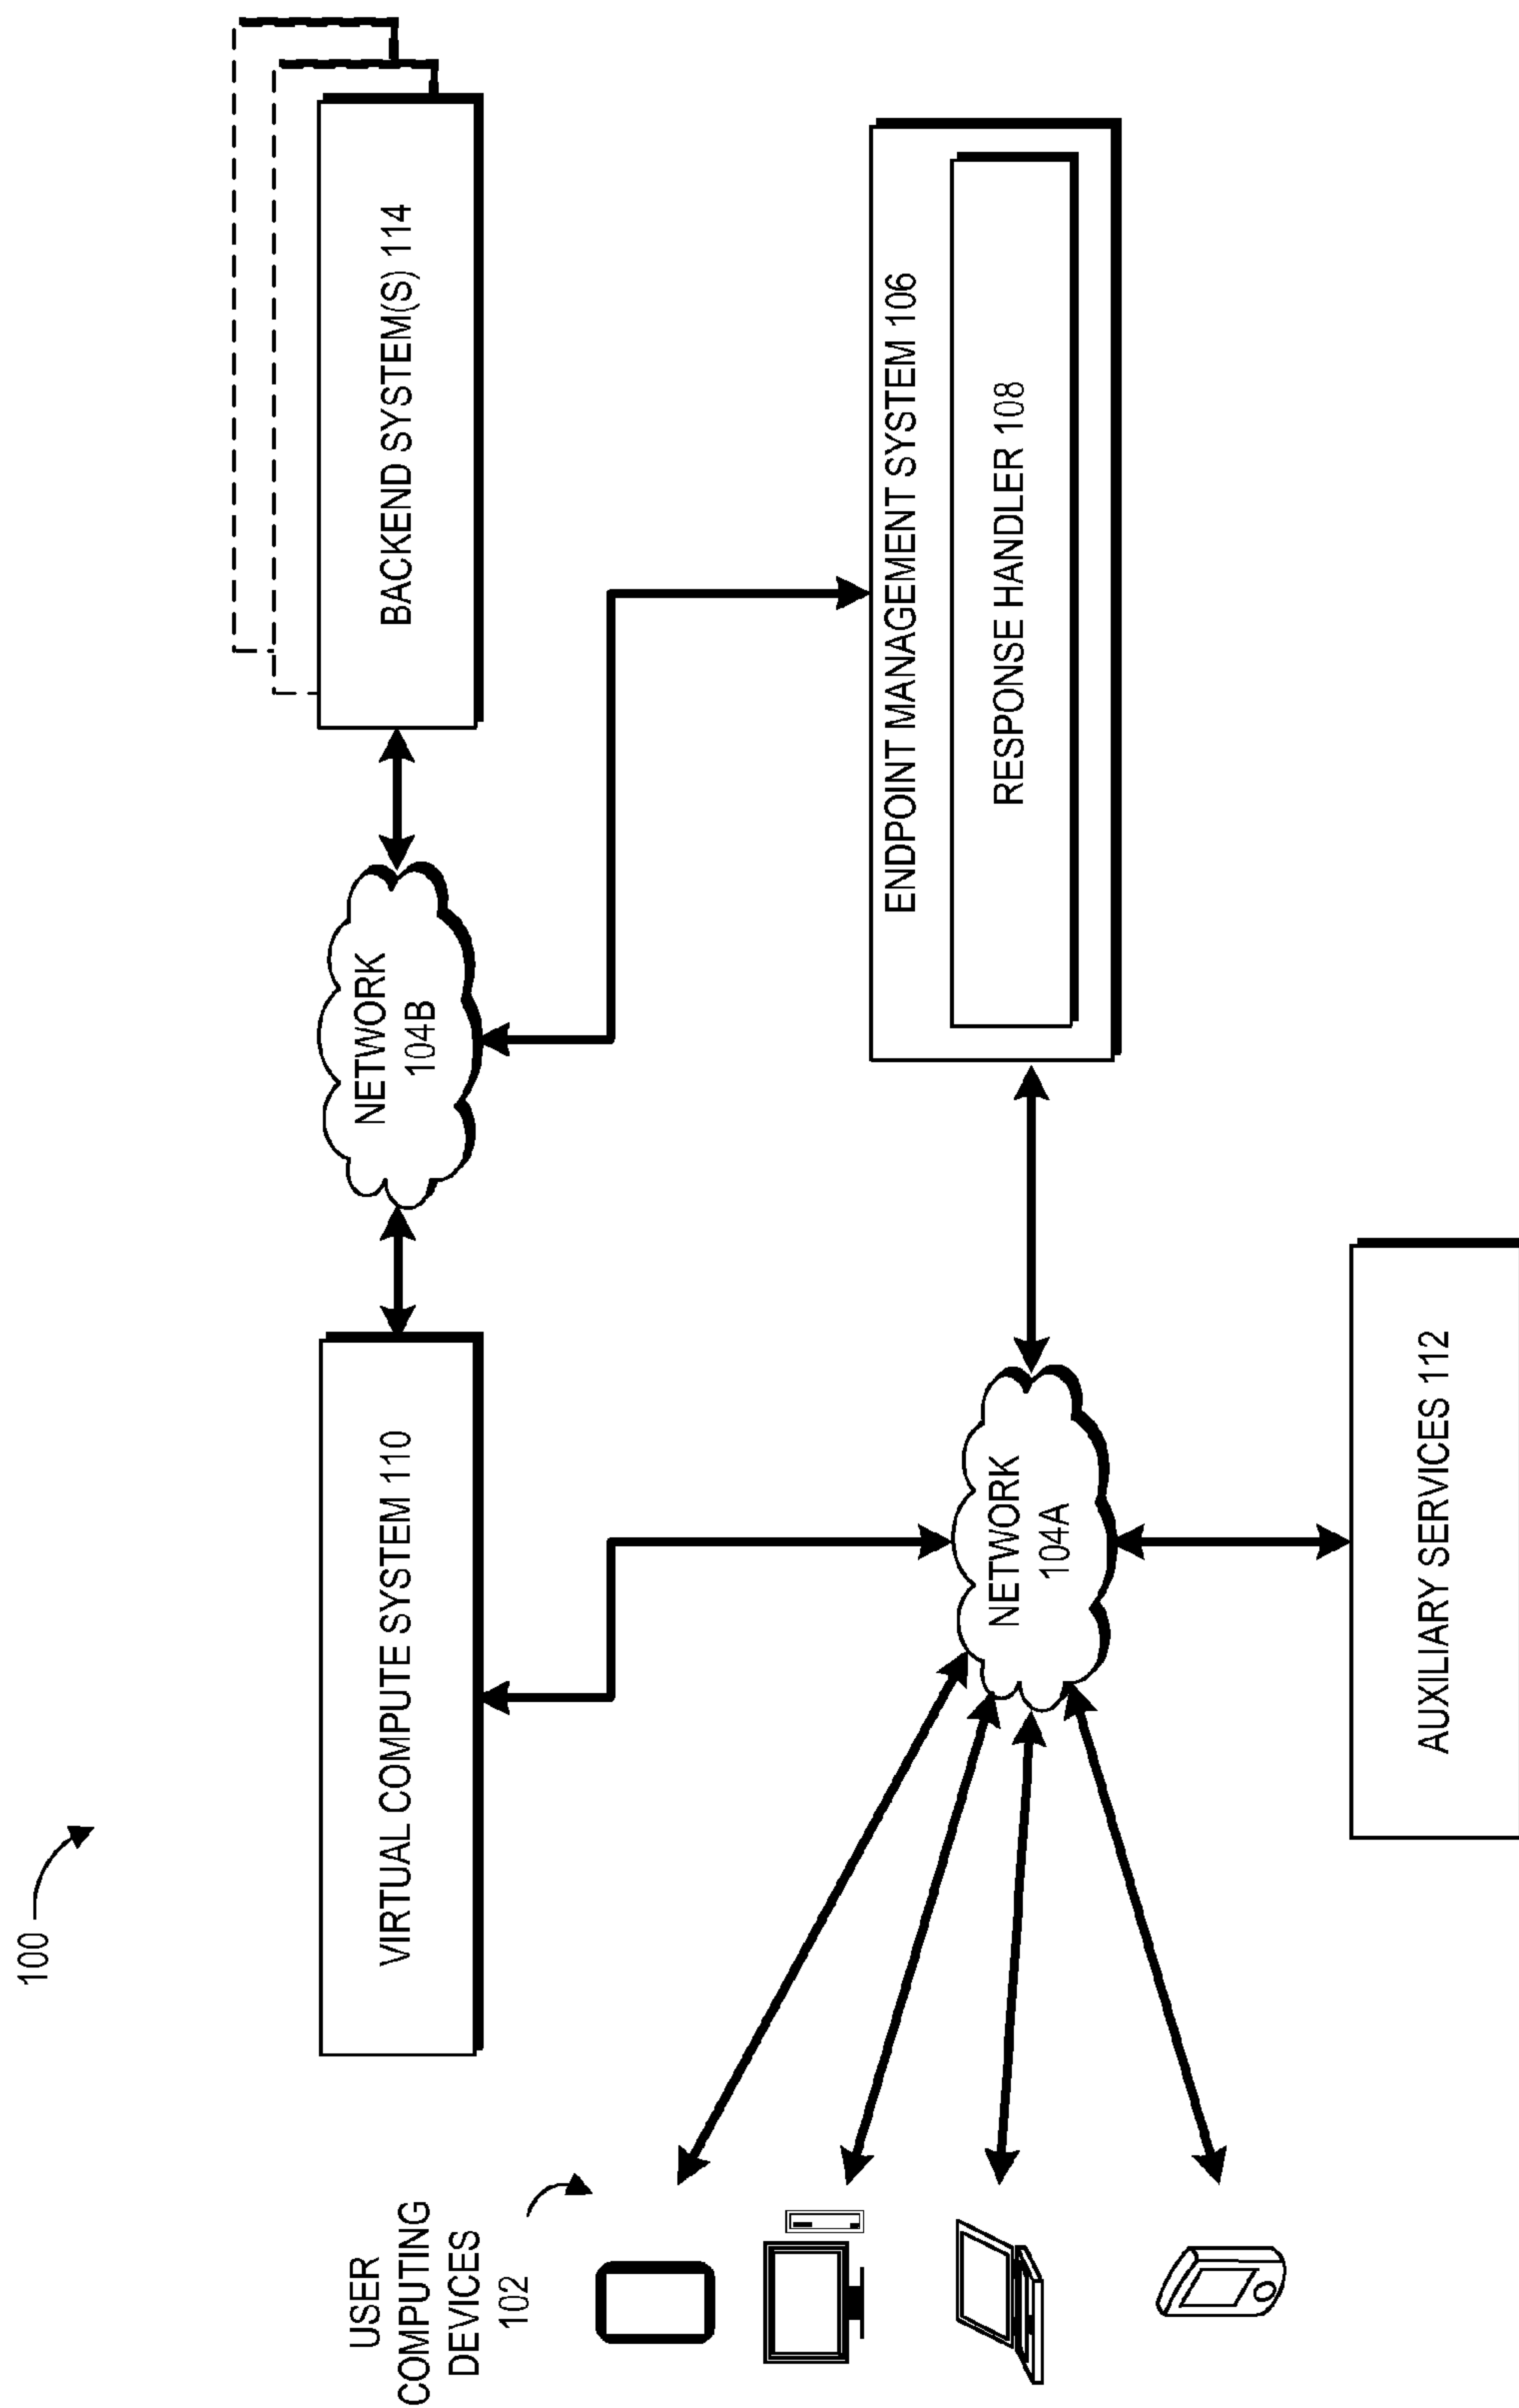 100
VIRTUAL COMPUTE SYSTEM 110
NETWORK
104B
BACKEND SYSTEM(S) 114
USER
COMPUTING
DEVICES
102
ENDPOINT MANAGEMENT SYSTEM 106
RESPONSE HANDLER 108
NETWORK
104A
AUXILIARY SERVICES 112